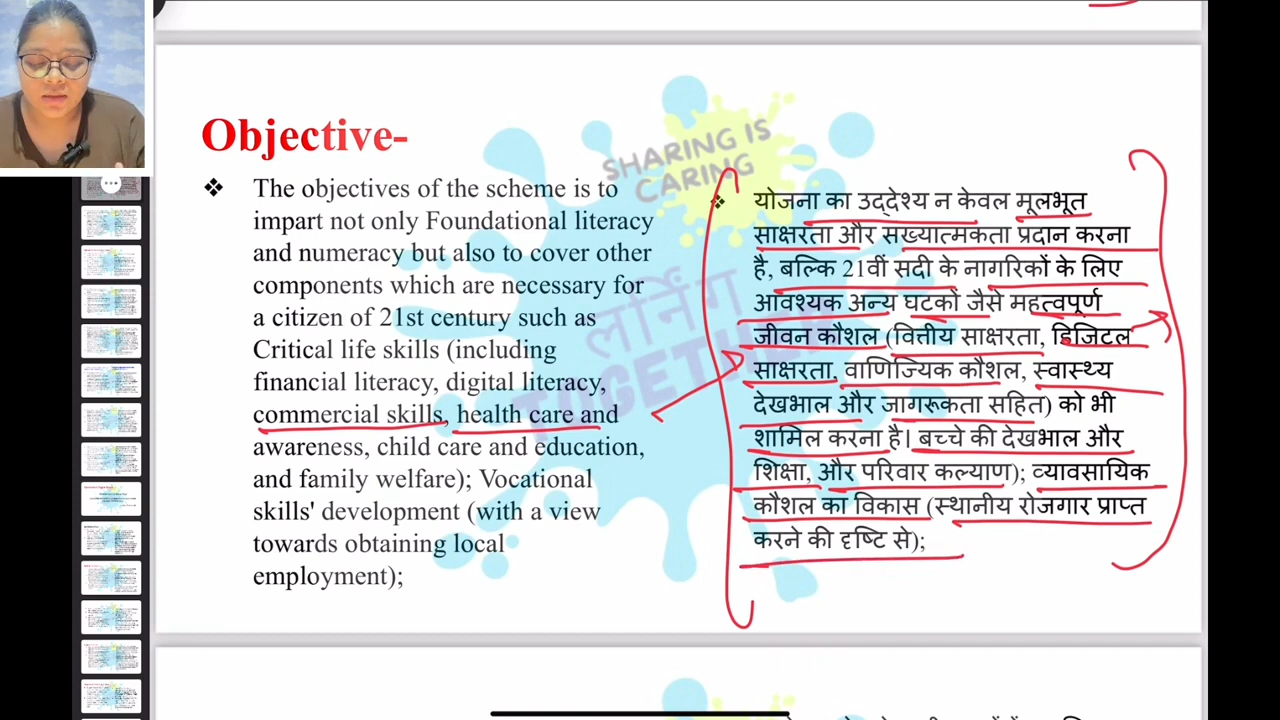 Objective-
❖ The objectives of the scheme is to
impart not only Foundational literacy
and numeracy but also to cover other
components which are necessary for
a citizen of 21st century such as
Critical life skills (including
financial literacy, digital literacy,
commercial skills, health care and
awareness, child care and education,
and family welfare); Vocational
skills' development (with a view
towards obtaining local
employment);
❖ योजना का उद्देश्य न केवल मूलभूत
साक्षरता और संख्यात्मकता प्रदान करना
है, बल्कि 21वीं सदी के नागरिकों के लिए
आवश्यक अन्य घटकों जैसे महत्वपूर्ण
जीवन कौशल (वित्तीय साक्षरता, डिजिटल
साक्षरता, वाणिज्यिक कौशल, स्वास्थ्य
देखभाल और जागरूकता सहित) को भी
शामिल करना है। बच्चे की देखभाल और
शिक्षा, और परिवार कल्याण); व्यावसायिक
कौशल का विकास (स्थानीय रोजगार प्राप्त
करने की दृष्टि से);
SHARING IS
CARING
लर्निंग